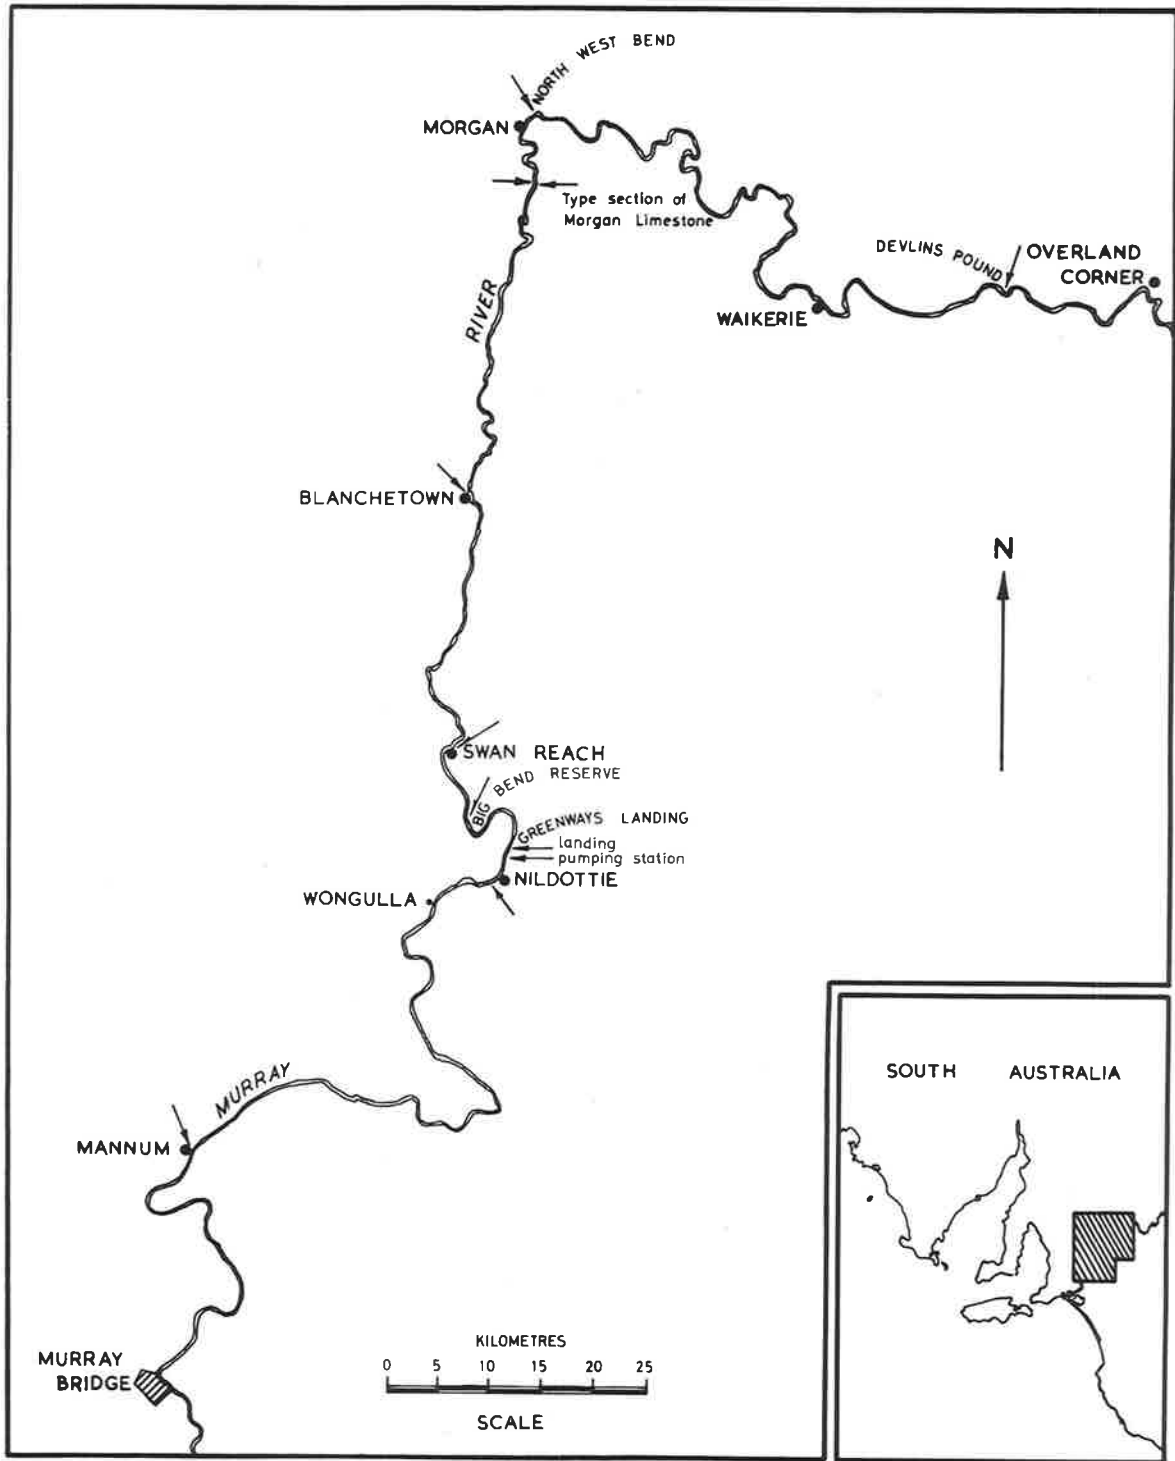 NORTH WEST BEND
MORGAN
Type section of
Morgan Limestone
DEVLINS POUND
OVERLAND
CORNER
WAIKERIE
RIVER
BLANCHETOWN
N
SWAN REACH
BIG BEND RESERVE
GREENWAYS LANDING
landing
pumping station
NILDOTTIE
WONGULLA
MURRAY
MANNUM
SOUTH AUSTRALIA
MURRAY
BRIDGE
KILOMETRES
0 5 10 15 20 25
SCALE